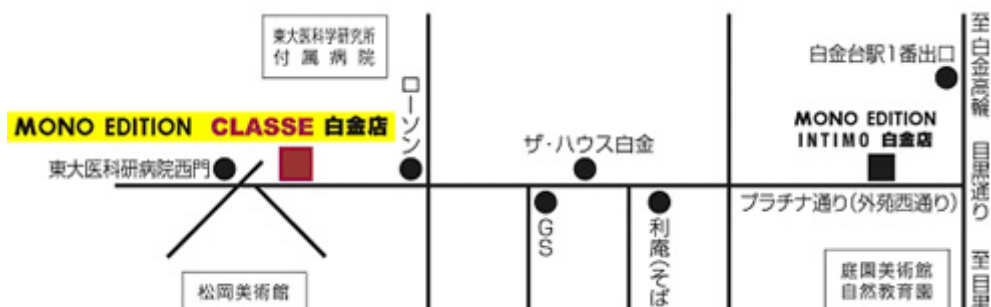 東大医科学研究所
付属病院
ローソン
MONO EDITION CLASSE 白金店
東大医科研病院西門
松岡美術館
ザ・ハウス白金
GS
利庵(そば
白金台駅1番出口
MONO EDITION
INTIMO 白金店
プラチナ通り(外苑西通り)
庭園美術館
自然教育園
至白金高輪
目黒通り
至目黒